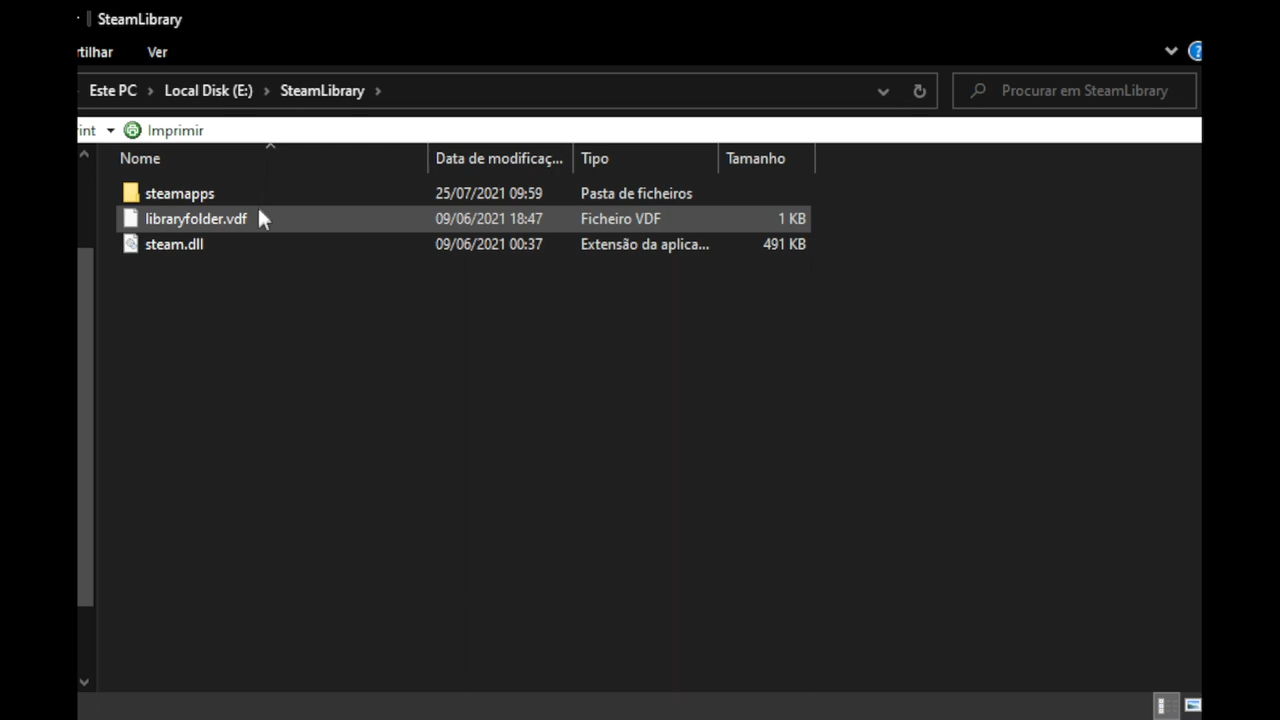 SteamLibrary
rtilhar Ver
Este PC > Local Disk (E:) > SteamLibrary > Procurar em SteamLibrary
int Imprimir
Nome Data de modificaç... Tipo Tamanho
steamapps 25/07/2021 09:59 Pasta de ficheiros
libraryfolder.vdf 09/06/2021 18:47 Ficheiro VDF 1 KB
steam.dll 09/06/2021 00:37 Extensão da aplica... 491 KB